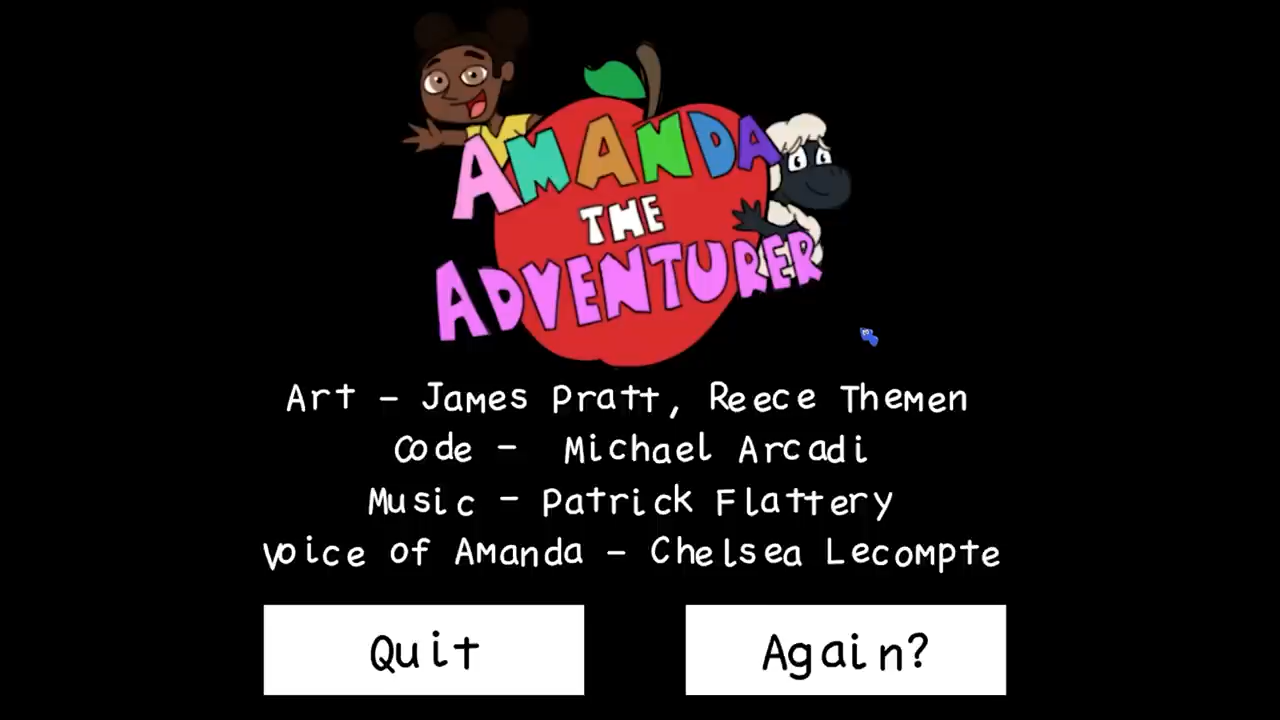 AMANDA
THE
ADVENTURER
Art - James Pratt, Reece Themen
Code - Michael Arcadi
Music - Patrick Flattery
Voice of Amanda - Chelsea Lecompte
Quit
Again?